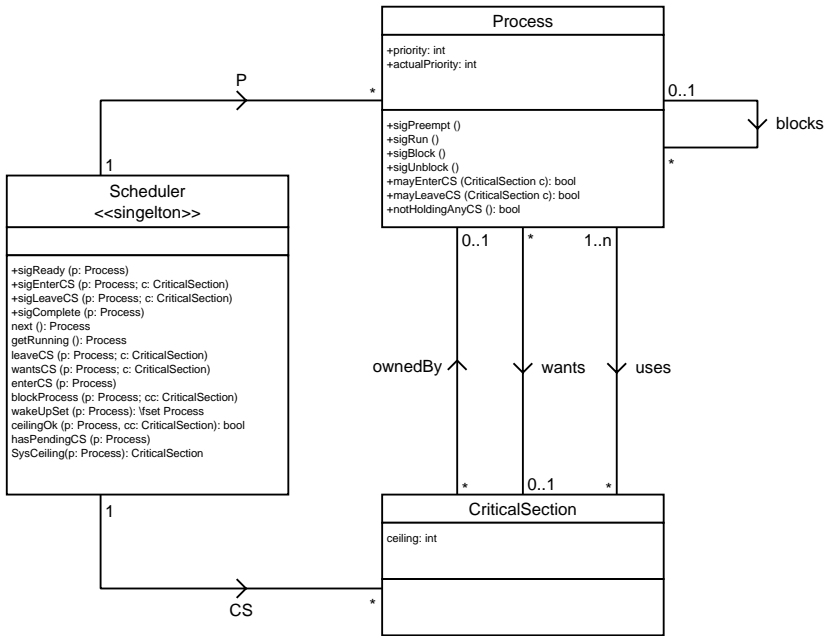 Process
+priority: int
+actualPriority: int
+sigPreempt ()
+sigRun ()
+sigBlock ()
+sigUnblock ()
+mayEnterCS (CriticalSection c): bool
+mayLeaveCS (CriticalSection c): bool
+notHoldingAnyCS (): bool
P
*
1
0..1
blocks
*
Scheduler
<<singelton>>
+sigReady (p: Process)
+sigEnterCS (p: Process; c: CriticalSection)
+sigLeaveCS (p: Process; c: CriticalSection)
+sigComplete (p: Process)
next (): Process
getRunning (): Process
leaveCS (p: Process; c: CriticalSection)
wantsCS (p: Process; c: CriticalSection)
enterCS (p: Process)
blockProcess (p: Process; cc: CriticalSection)
wakeUpSet (p: Process): \fset Process
ceilingOk (p: Process, cc: CriticalSection): bool
hasPendingCS (p: Process)
SysCeiling(p: Process): CriticalSection
0..1
*
1..n
ownedBy
wants
uses
*
0..1
*
1
CS
*
CriticalSection
ceiling: int